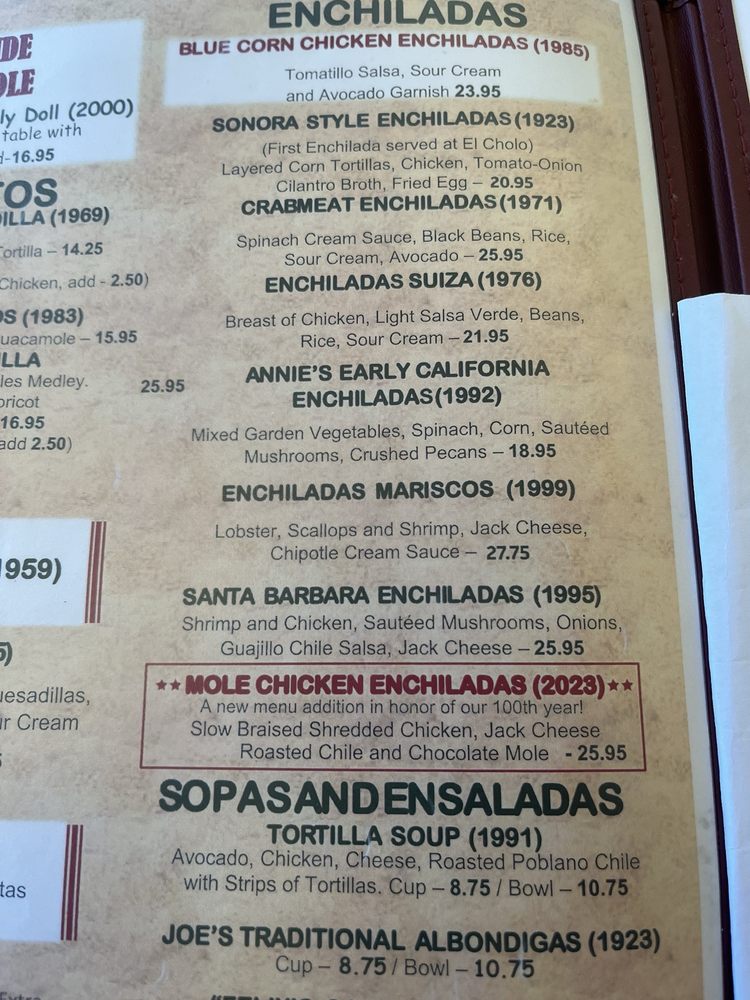 DE
OLE
ly Doll (2000)
table with
-16.95
TOS
ILLA (1969)
Tortilla – 14.25
Chicken, add - 2.50)
OS (1983)
uacamole – 15.95
LLA
les Medley. 25.95
pricot
16.95
add 2.50)
1959)
5)
uesadillas,
ur Cream
tas
ENCHILADAS
BLUE CORN CHICKEN ENCHILADAS (1985)
Tomatillo Salsa, Sour Cream
and Avocado Garnish 23.95
SONORA STYLE ENCHILADAS (1923)
(First Enchilada served at El Cholo)
Layered Corn Tortillas, Chicken, Tomato-Onion
Cilantro Broth, Fried Egg – 20.95
CRABMEAT ENCHILADAS (1971)
Spinach Cream Sauce, Black Beans, Rice,
Sour Cream, Avocado – 25.95
ENCHILADAS SUIZA (1976)
Breast of Chicken, Light Salsa Verde, Beans,
Rice, Sour Cream – 21.95
ANNIE'S EARLY CALIFORNIA
ENCHILADAS (1992)
Mixed Garden Vegetables, Spinach, Corn, Sautéed
Mushrooms, Crushed Pecans – 18.95
ENCHILADAS MARISCOS (1999)
Lobster, Scallops and Shrimp, Jack Cheese,
Chipotle Cream Sauce – 27.75
SANTA BARBARA ENCHILADAS (1995)
Shrimp and Chicken, Sautéed Mushrooms, Onions,
Guajillo Chile Salsa, Jack Cheese – 25.95
★★MOLE CHICKEN ENCHILADAS (2023)★★
A new menu addition in honor of our 100th year!
Slow Braised Shredded Chicken, Jack Cheese
Roasted Chile and Chocolate Mole - 25.95
SOPAS AND ENSALADAS
TORTILLA SOUP (1991)
Avocado, Chicken, Cheese, Roasted Poblano Chile
with Strips of Tortillas. Cup – 8.75 / Bowl – 10.75
JOE'S TRADITIONAL ALBONDIGAS (1923)
Cup – 8.75 / Bowl – 10.75